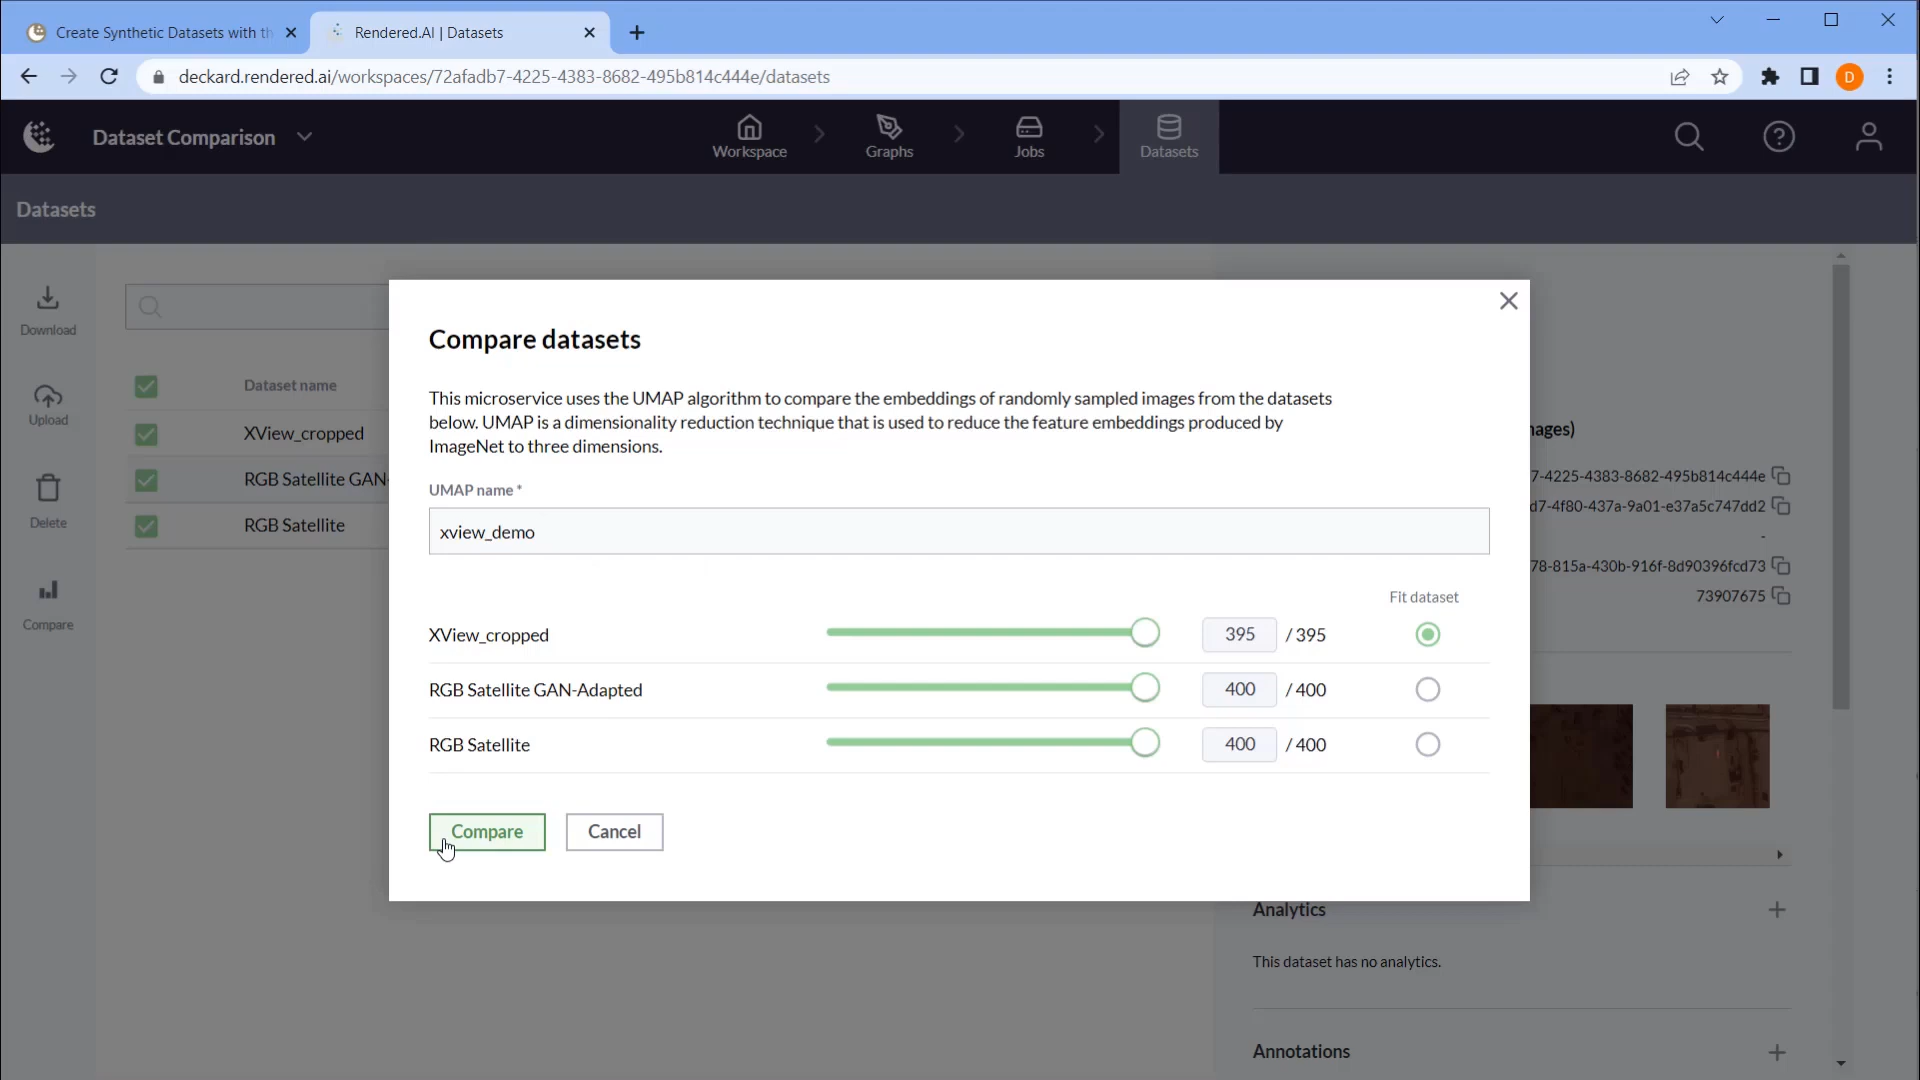 Create Synthetic Datasets with th
Rendered.AI | Datasets
deckard.rendered.ai/workspaces/72afadb7-4225-4383-8682-495b814c444e/datasets
D
Dataset Comparison
Workspace
Graphs
Jobs
Datasets
Datasets
Download
Upload
Delete
Compare
Dataset name
XView_cropped
RGB Satellite GAN-
RGB Satellite
Compare datasets
This microservice uses the UMAP algorithm to compare the embeddings of randomly sampled images from the datasets
below. UMAP is a dimensionality reduction technique that is used to reduce the feature embeddings produced by
ImageNet to three dimensions.
UMAP name *
xview_demo
Fit dataset
XView_cropped 395 / 395
RGB Satellite GAN-Adapted 400 / 400
RGB Satellite 400 / 400
Compare
Cancel
nages)
7-4225-4383-8682-495b814c444e
d7-4f80-437a-9a01-e37a5c747dd2
-
78-815a-430b-916f-8d90396fcd73
73907675
Analytics
This dataset has no analytics.
Annotations